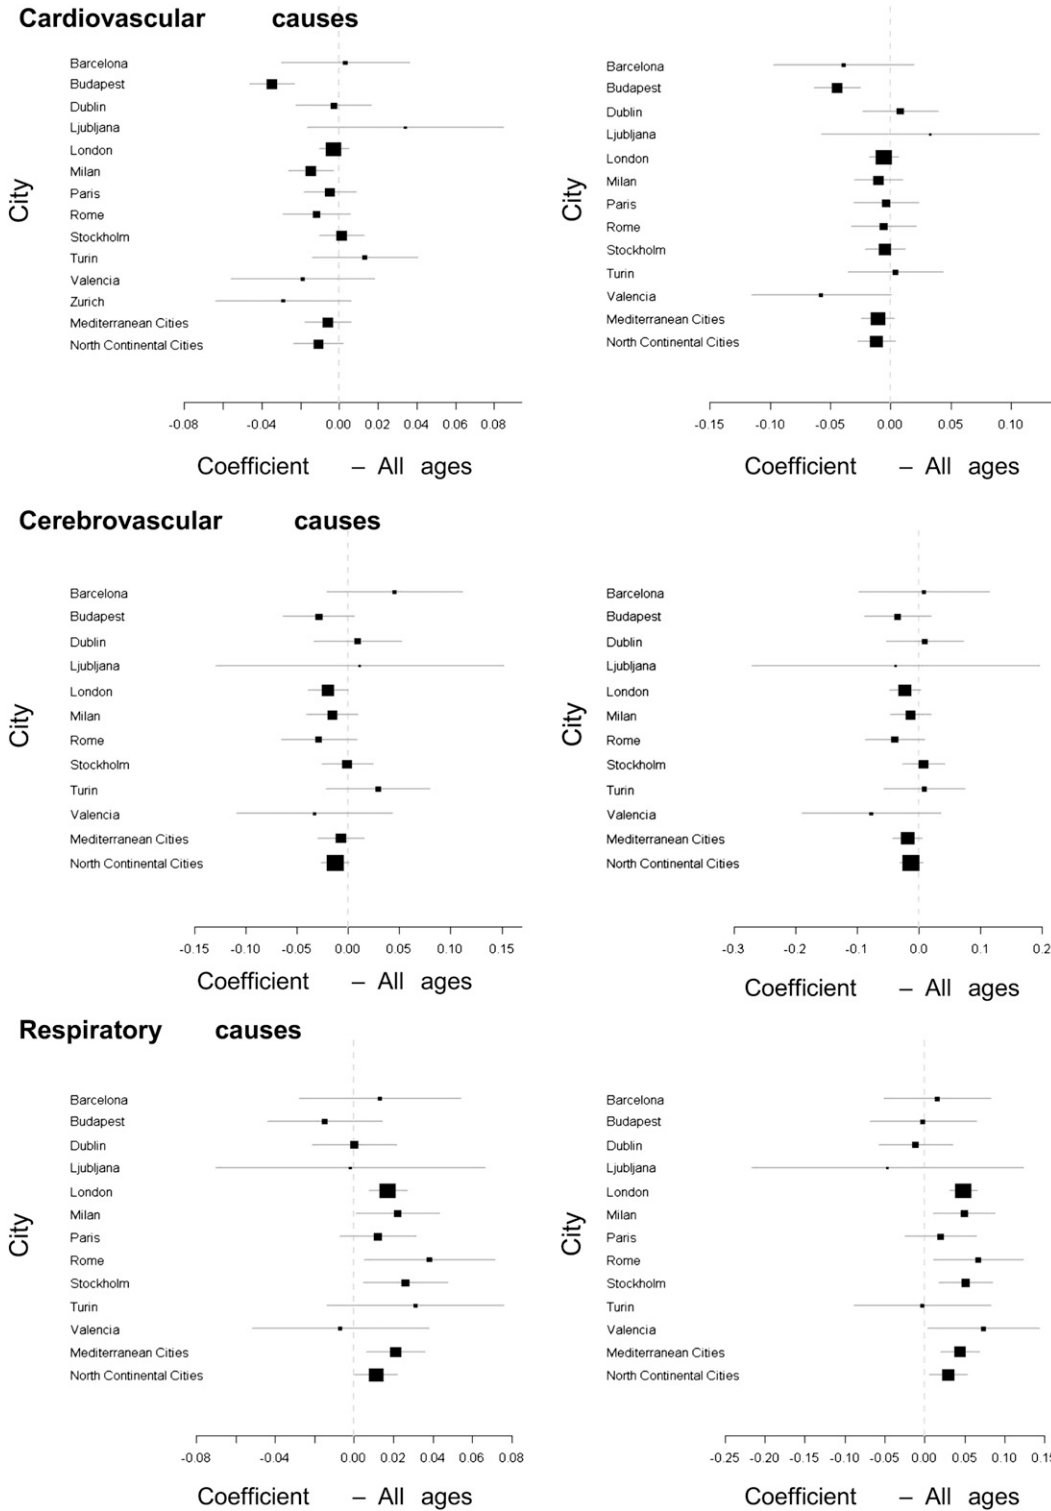 Cardiovascular causes
City
Barcelona
Budapest
Dublin
Ljubljana
London
Milan
Paris
Rome
Stockholm
Turin
Valencia
Zurich
Mediterranean Cities
North Continental Cities
-0.08 -0.04 0.00 0.02 0.04 0.06 0.08
Coefficient – All ages
City
Barcelona
Budapest
Dublin
Ljubljana
London
Milan
Paris
Rome
Stockholm
Turin
Valencia
Mediterranean Cities
North Continental Cities
-0.15 -0.10 -0.05 0.00 0.05 0.10
Coefficient – All ages
Cerebrovascular causes
City
Barcelona
Budapest
Dublin
Ljubljana
London
Milan
Rome
Stockholm
Turin
Valencia
Mediterranean Cities
North Continental Cities
-0.15 -0.10 -0.05 0.00 0.05 0.10 0.15
Coefficient – All ages
City
Barcelona
Budapest
Dublin
Ljubljana
London
Milan
Rome
Stockholm
Turin
Valencia
Mediterranean Cities
North Continental Cities
-0.3 -0.2 -0.1 0.0 0.1 0.2
Coefficient – All ages
Respiratory causes
City
Barcelona
Budapest
Dublin
Ljubljana
London
Milan
Paris
Rome
Stockholm
Turin
Valencia
Mediterranean Cities
North Continental Cities
-0.08 -0.04 0.00 0.02 0.04 0.06 0.08
Coefficient – All ages
City
Barcelona
Budapest
Dublin
Ljubljana
London
Milan
Paris
Rome
Stockholm
Turin
Valencia
Mediterranean Cities
North Continental Cities
-0.25 -0.20 -0.15 -0.10 -0.05 0.00 0.05 0.10 0.15
Coefficient – All ages